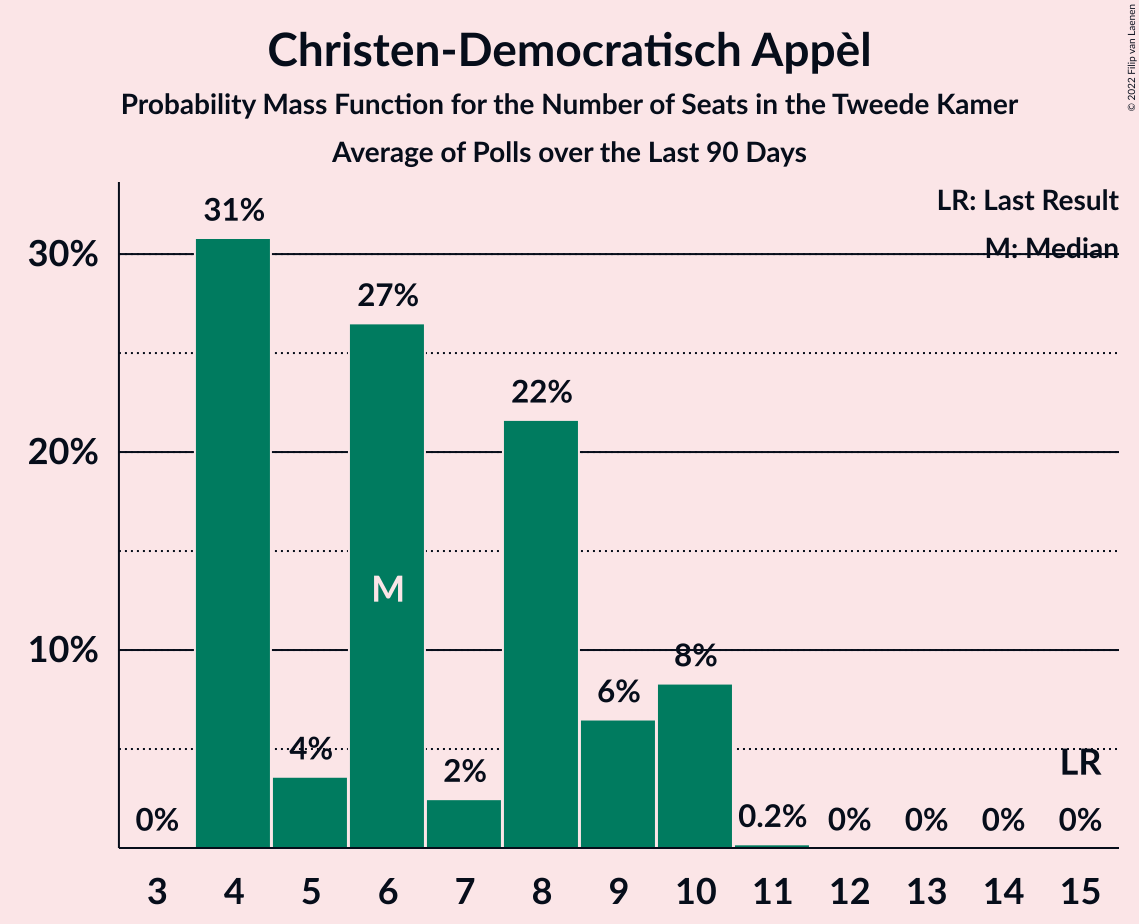 Christen-Democratisch Appèl
Probability Mass Function for the Number of Seats in the Tweede Kamer
Average of Polls over the Last 90 Days
© 2022 Filip van Laenen
LR: Last Result
M: Median
30%
20%
10%
0%
31%
4%
27%
2%
22%
6%
8%
0.2%
0%
0%
0%
0%
M
LR
3 4 5 6 7 8 9 10 11 12 13 14 15